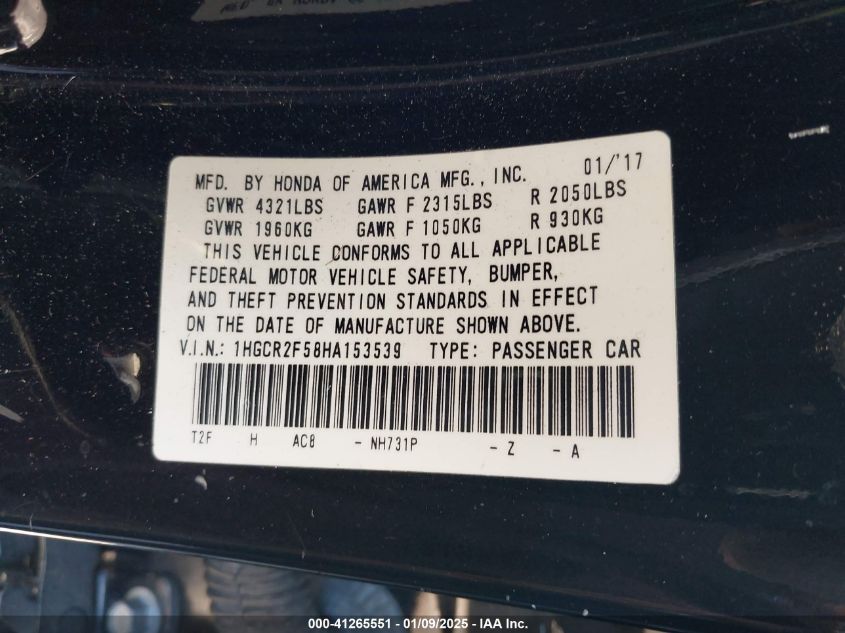 MFD. BY HONDA OF AMERICA MFG., INC. 01/'17
GVWR 4321LBS GAWR F 2315LBS R 2050LBS
GVWR 1960KG GAWR F 1050KG R 930KG
THIS VEHICLE CONFORMS TO ALL APPLICABLE
FEDERAL MOTOR VEHICLE SAFETY, BUMPER,
AND THEFT PREVENTION STANDARDS IN EFFECT
ON THE DATE OF MANUFACTURE SHOWN ABOVE.
V.I.N.: 1HGCR2F58HA153539 TYPE: PASSENGER CAR
T2F H AC8 - NH731P - Z - A
000-41265551 - 01/09/2025 - IAA Inc.